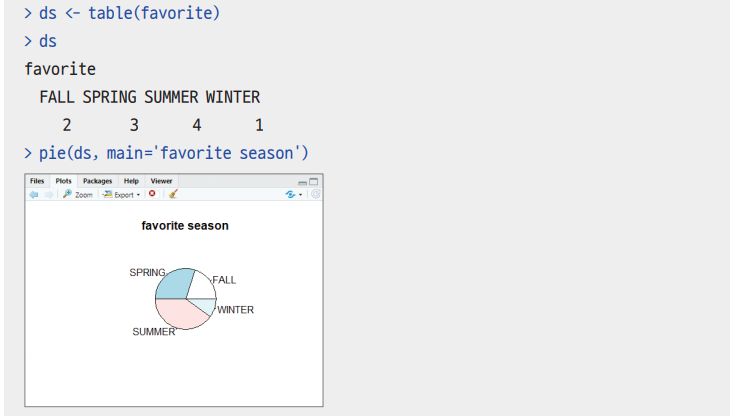 > ds <- table(favorite)
> ds
favorite
FALL SPRING SUMMER WINTER
2 3 4 1
> pie(ds, main='favorite season')
Files Plots Packages Help Viewer
Zoom Export
favorite season
SPRING
FALL
WINTER
SUMMER